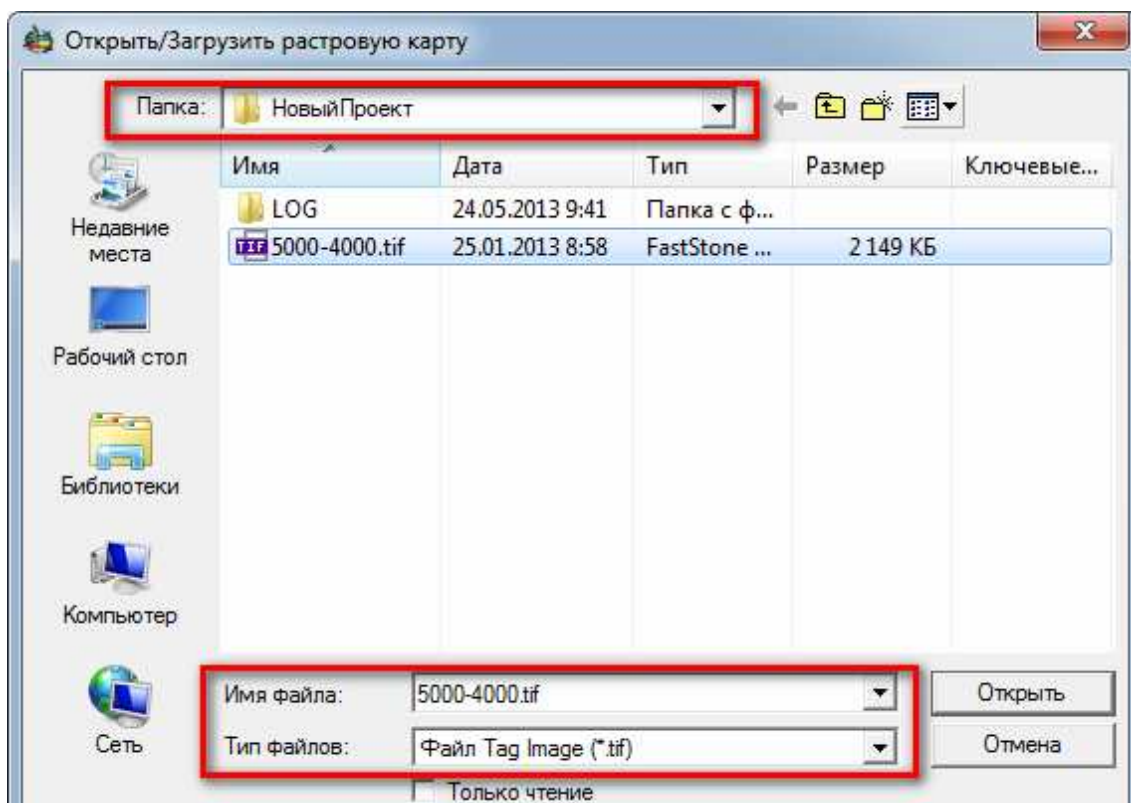 Открыть/Загрузить растровую карту
Папка: НовыйПроект
Имя Дата Тип Размер Ключевые...
LOG 24.05.2013 9:41 Папка с ф...
TIF 5000-4000.tif 25.01.2013 8:58 FastStone ... 2 149 КБ
Недавние
места
Рабочий стол
Библиотеки
Компьютер
Сеть
Имя файла: 5000-4000.tif Открыть
Тип файлов: Файл Tag Image (*.tif) Отмена
Только чтение